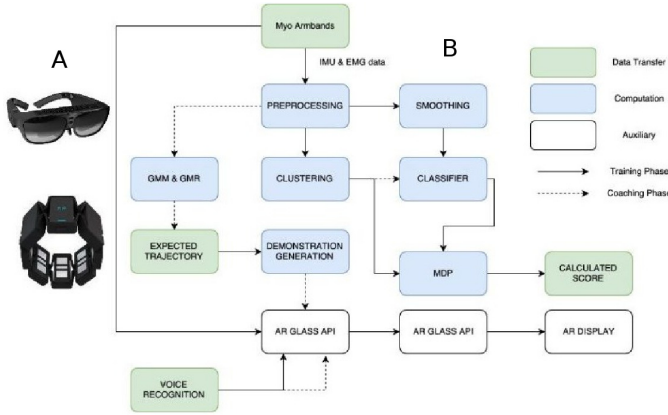 Myo Armbands
A
B
IMU & EMG data
Data Transfer
PREPROCESSING
SMOOTHING
Computation
Auxiliary
GMM & GMR
CLUSTERING
CLASSIFIER
Training Phase
Coaching Phase
EXPECTED
TRAJECTORY
DEMONSTRATION
GENERATION
MDP
CALCULATED
SCORE
AR GLASS API
AR GLASS API
AR DISPLAY
VOICE
RECOGNITION